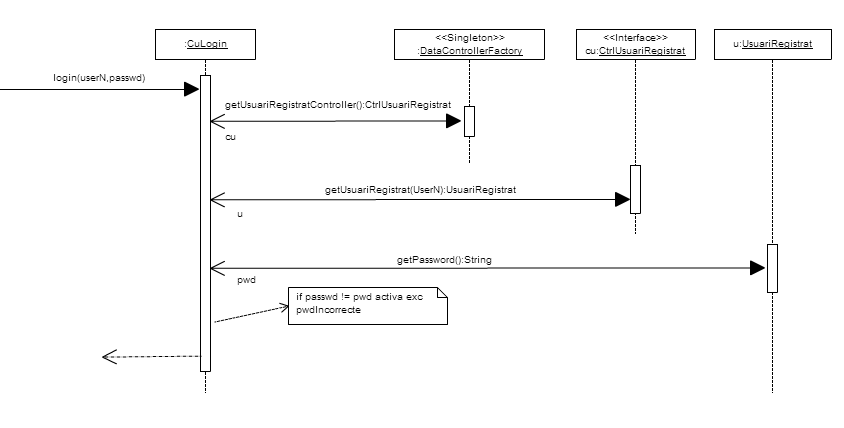 :CuLogin
<<Singleton>>
:DataControllerFactory
<<Interface>>
cu:CtrlUsuariRegistrat
u:UsuariRegistrat
login(userN,passwd)
getUsuariRegistratController():CtrlUsuariRegistrat
cu
getUsuariRegistrat(UserN):UsuariRegistrat
u
getPassword():String
pwd
if passwd != pwd activa exc
pwdIncorrecte